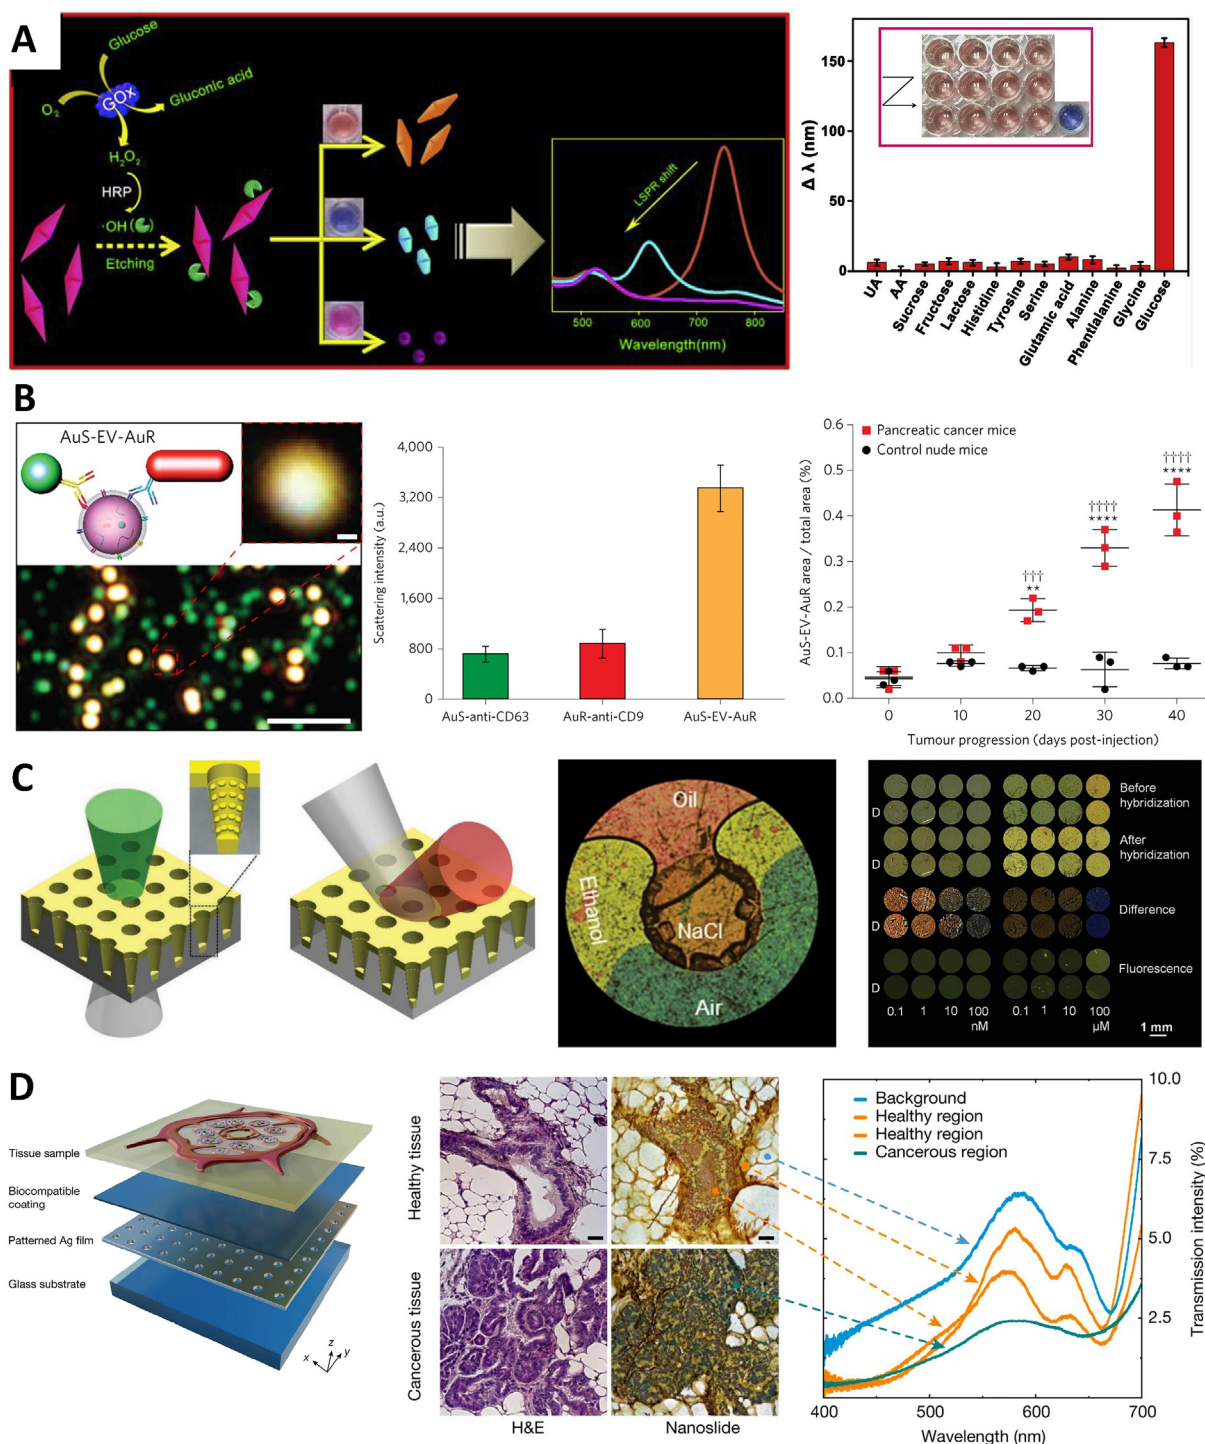 A
Glucose
O2
GOx
Gluconic acid
H2O2
HRP
·OH
Etching
LSPR shift
500
600
700
800
Wavelength(nm)
Δ λ (nm)
150
100
50
0
UA
AA
Sucrose
Fructose
Lactose
Histidine
Tyrosine
Serine
Glutamic acid
Alanine
Phentlalanine
Glycine
Glucose
B
AuS-EV-AuR
Scattering intensity (a.u.)
4,000
3,200
2,400
1,600
800
0
AuS-anti-CD63
AuR-anti-CD9
AuS-EV-AuR
AuS-EV-AuR area / total area (%)
0.6
0.5
0.4
0.3
0.2
0.1
0.0
Pancreatic cancer mice
Control nude mice
†††
**
††††
****
††††
****
0
10
20
30
40
Tumour progression (days post-injection)
C
Oil
Ethanol
NaCl
Air
Before
hybridization
D
After
hybridization
D
Difference
D
Fluorescence
D
0.1 1 10 100 0.1 1 10 100
nM µM
1 mm
D
Tissue sample
Biocompatible
coating
Patterned Ag film
Glass substrate
z
x
y
Healthy tissue
Cancerous tissue
H&E
Nanoslide
Background
Healthy region
Healthy region
Cancerous region
10.0
7.5
5.0
2.5
Transmission intensity (%)
400
500
600
700
Wavelength (nm)